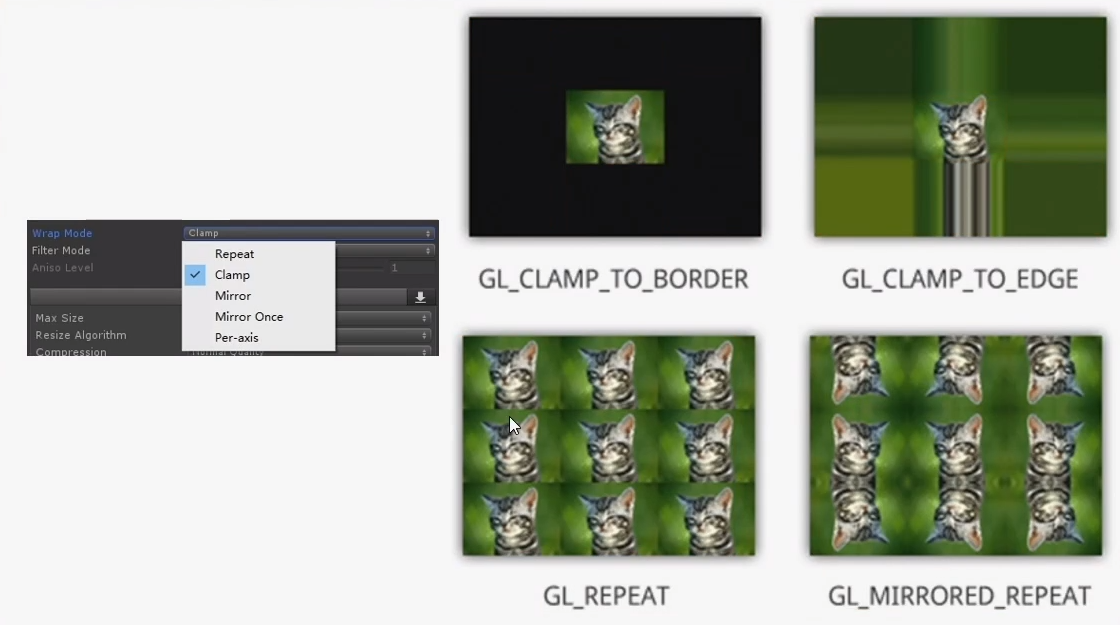 Wrap Mode Clamp
Filter Mode
Aniso Level 1
Repeat
Clamp
Mirror
Mirror Once
Per-axis
Max Size
Resize Algorithm
Compression Normal Quality
GL_CLAMP_TO_BORDER
GL_CLAMP_TO_EDGE
GL_REPEAT
GL_MIRRORED_REPEAT